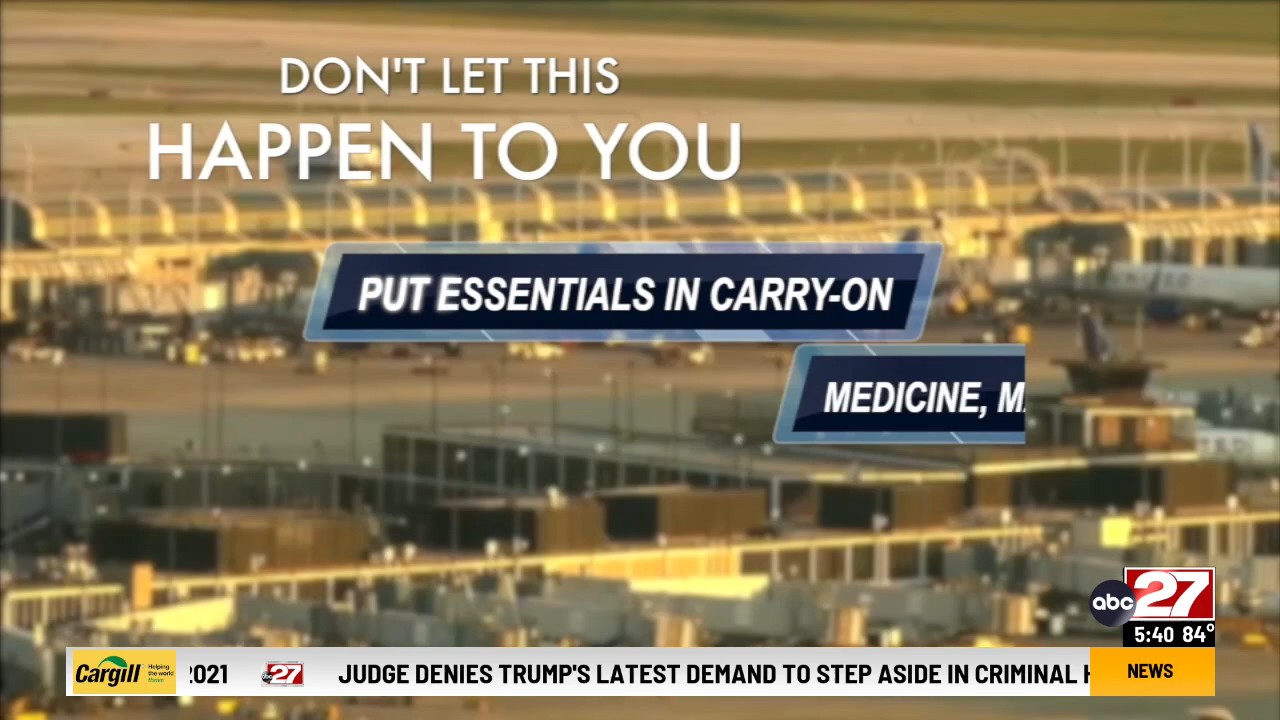 DON'T LET THIS
HAPPEN TO YOU
PUT ESSENTIALS IN CARRY-ON
MEDICINE,
abc 27
5:40 84°
Cargill Helping the world thrive
2021
abc 27
JUDGE DENIES TRUMP'S LATEST DEMAND TO STEP ASIDE IN CRIMINAL
NEWS